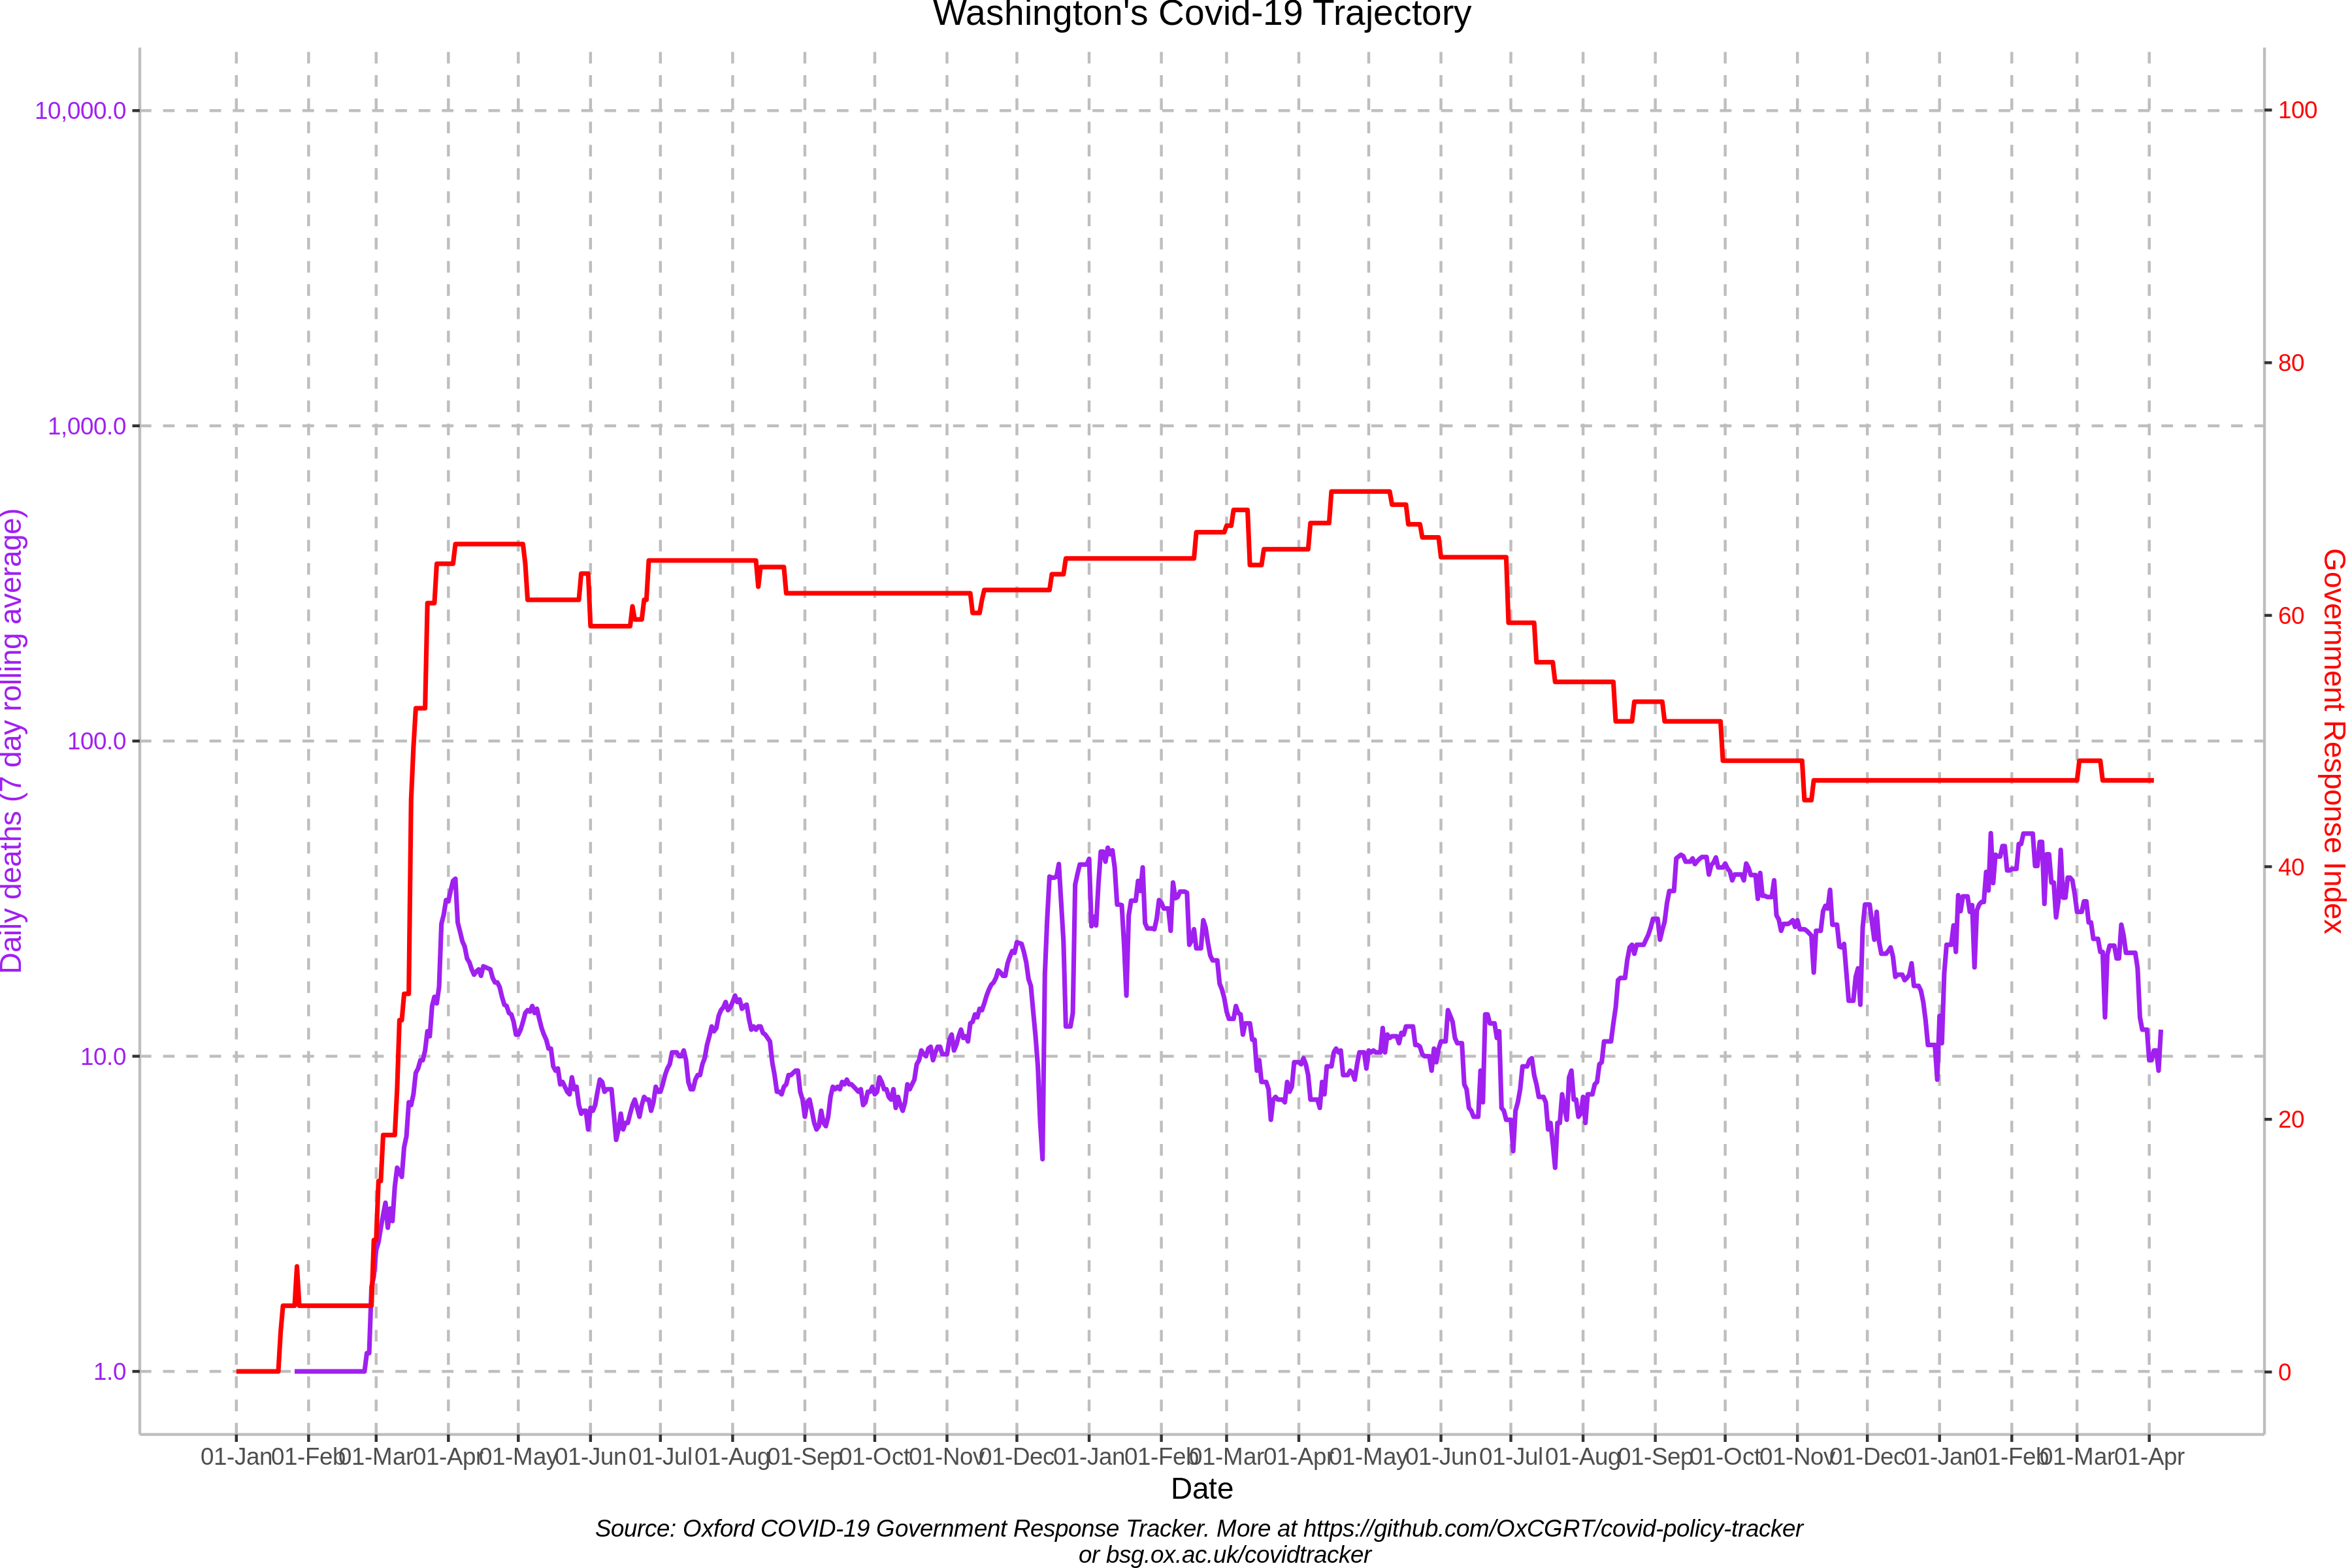 Washington's Covid-19 Trajectory
Daily deaths (7 day rolling average)
10,000.0
1,000.0
100.0
10.0
1.0
100
80
60
40
20
0
Government Response Index
01-Jan 01-Feb 01-Mar 01-Apr 01-May 01-Jun 01-Jul 01-Aug 01-Sep 01-Oct 01-Nov 01-Dec 01-Jan 01-Feb 01-Mar 01-Apr 01-May 01-Jun 01-Jul 01-Aug 01-Sep 01-Oct 01-Nov 01-Dec 01-Jan 01-Feb 01-Mar 01-Apr
Date
Source: Oxford COVID-19 Government Response Tracker. More at https://github.com/OxCGRT/covid-policy-tracker
or bsg.ox.ac.uk/covidtracker